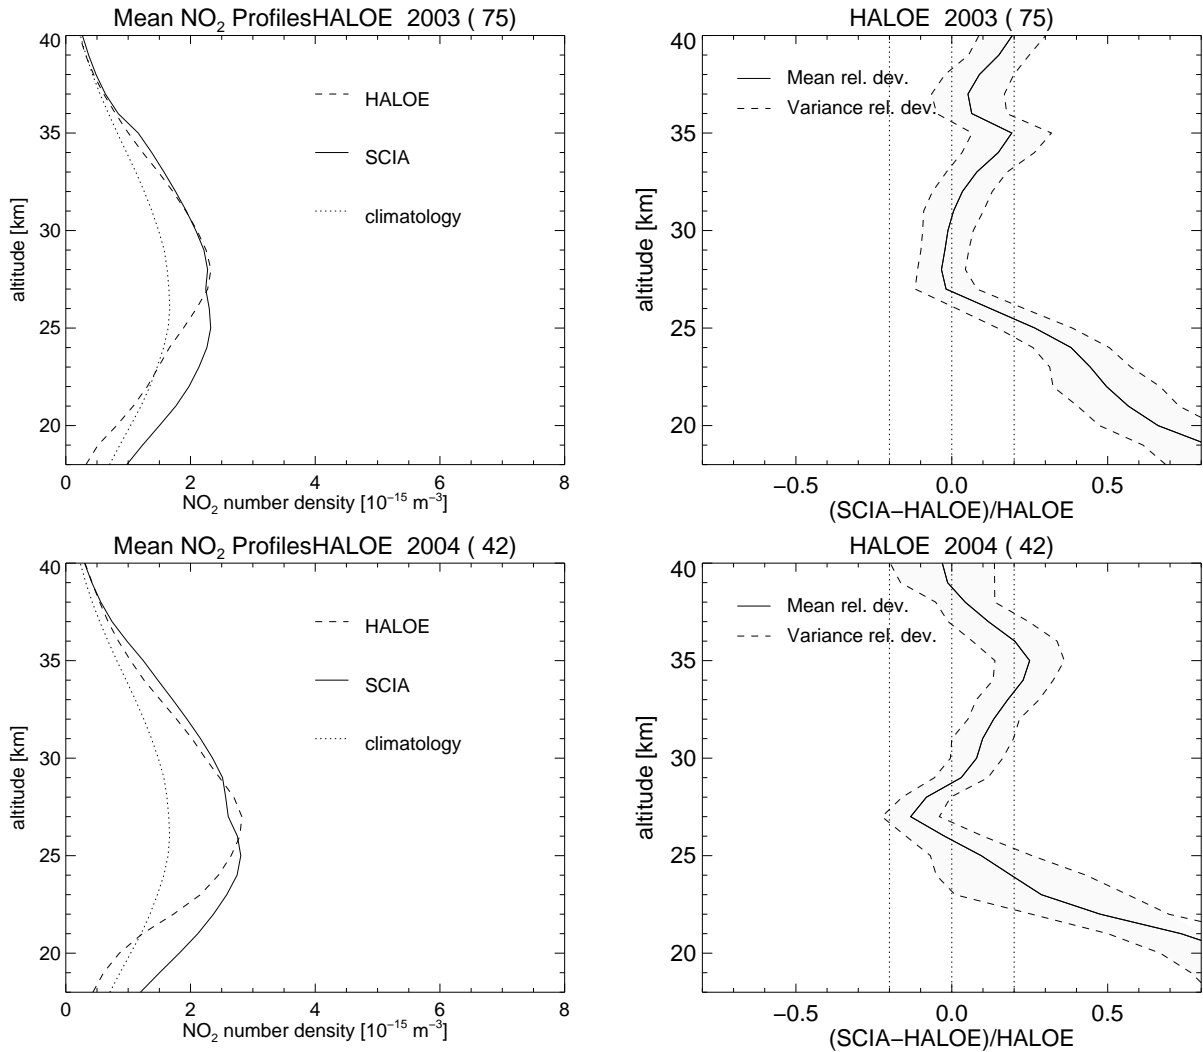 Mean NO₂ ProfilesHALOE 2003 ( 75)
40
35
30
25
20
altitude [km]
HALOE
SCIA
climatology
0 2 4 6 8
NO₂ number density [10⁻¹⁵ m⁻³]
HALOE 2003 ( 75)
40
35
30
25
20
altitude [km]
Mean rel. dev.
Variance rel. dev.
−0.5 0.0 0.5
(SCIA−HALOE)/HALOE
Mean NO₂ ProfilesHALOE 2004 ( 42)
40
35
30
25
20
altitude [km]
HALOE
SCIA
climatology
0 2 4 6 8
NO₂ number density [10⁻¹⁵ m⁻³]
HALOE 2004 ( 42)
40
35
30
25
20
altitude [km]
Mean rel. dev.
Variance rel. dev.
−0.5 0.0 0.5
(SCIA−HALOE)/HALOE